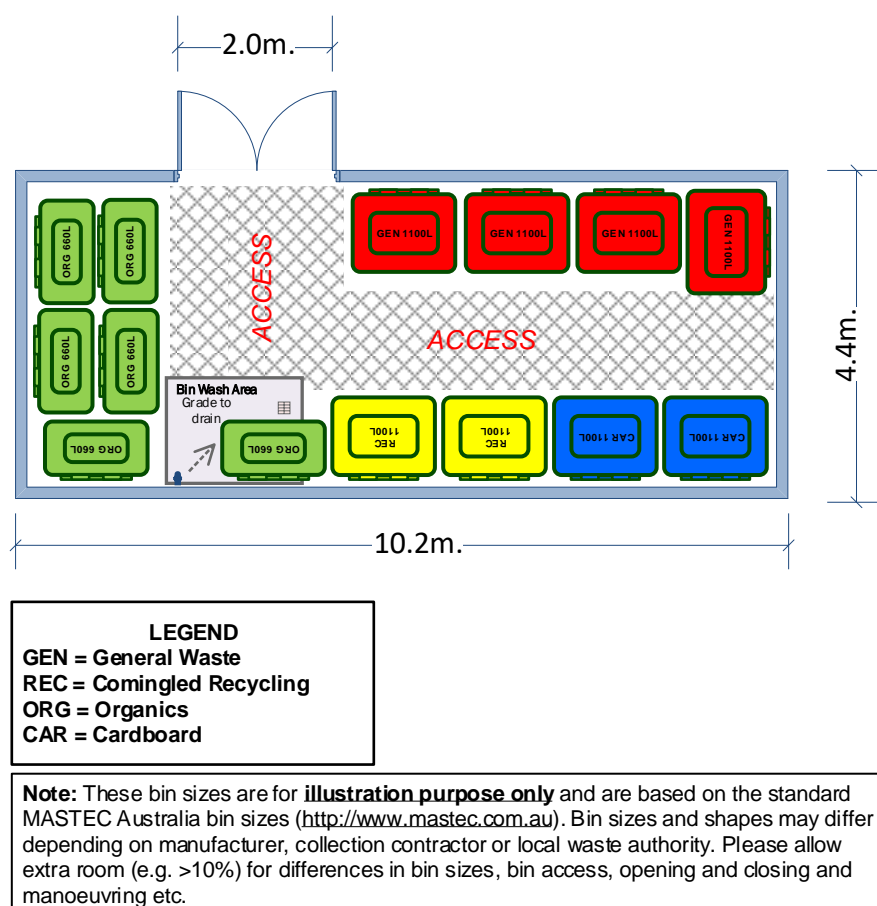 2.0m.
ORG 660L
ORG 660L
GEN 1100L
GEN 1100L
GEN 1100L
GEN 1100L
ACCESS
ACCESS
4.4m.
ORG 660L
ORG 660L
Bin Wash Area
Grade to
drain
ORG 660L
ORG 660L
REC
1100L
REC
1100L
CAR 1100L
CAR 1100L
10.2m.
LEGEND
GEN = General Waste
REC = Comingled Recycling
ORG = Organics
CAR = Cardboard
Note: These bin sizes are for illustration purpose only and are based on the standard
MASTEC Australia bin sizes (http://www.mastec.com.au). Bin sizes and shapes may differ
depending on manufacturer, collection contractor or local waste authority. Please allow
extra room (e.g. >10%) for differences in bin sizes, bin access, opening and closing and
manoeuvring etc.